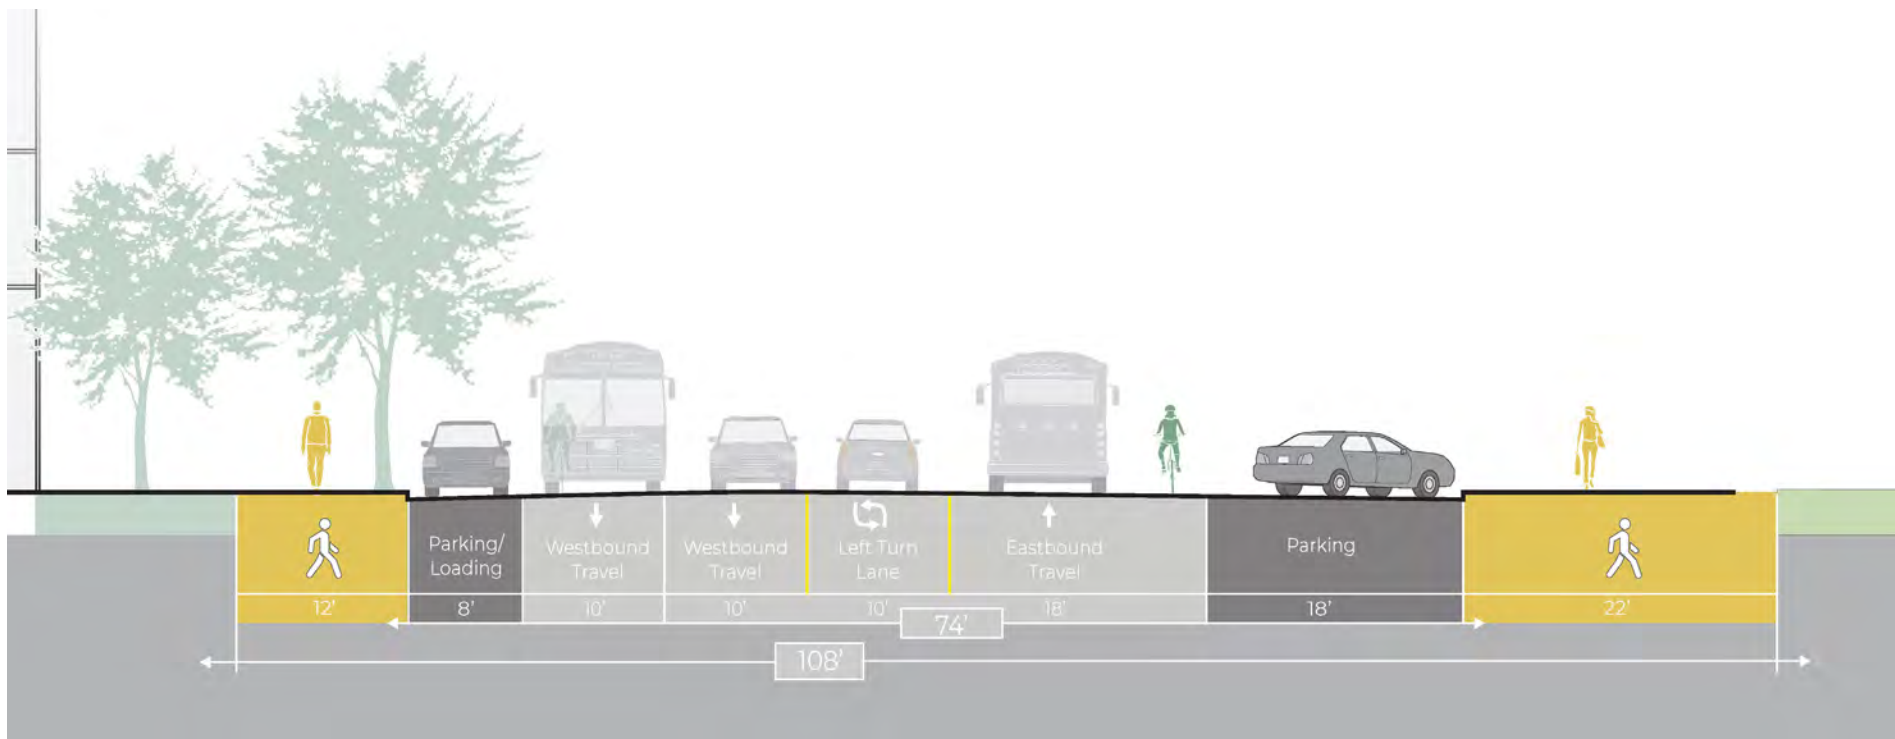 Parking/
Loading
Westbound
Travel
Westbound
Travel
Left Turn
Lane
Eastbound
Travel
Parking
12'
8'
10'
10'
10'
18'
18'
22'
74'
108'